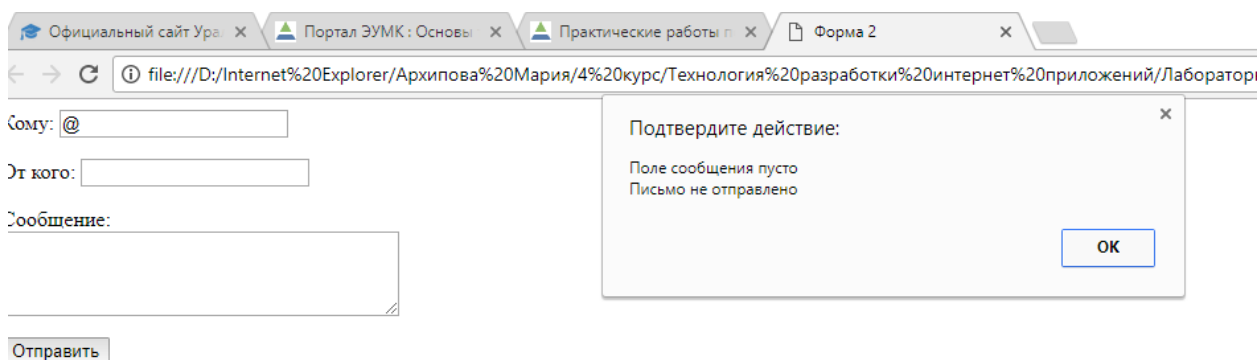 Официальный сайт Ура
Портал ЭУМК : Основы
Практические работы п
Форма 2
file:///D:/Internet%20Explorer/Архипова%20Мария/4%20курс/Технология%20разработки%20интернет%20приложений/Лаборатор
Кому: @
От кого:
Сообщение:
Отправить
Подтвердите действие:
Поле сообщения пусто
Письмо не отправлено
ОК